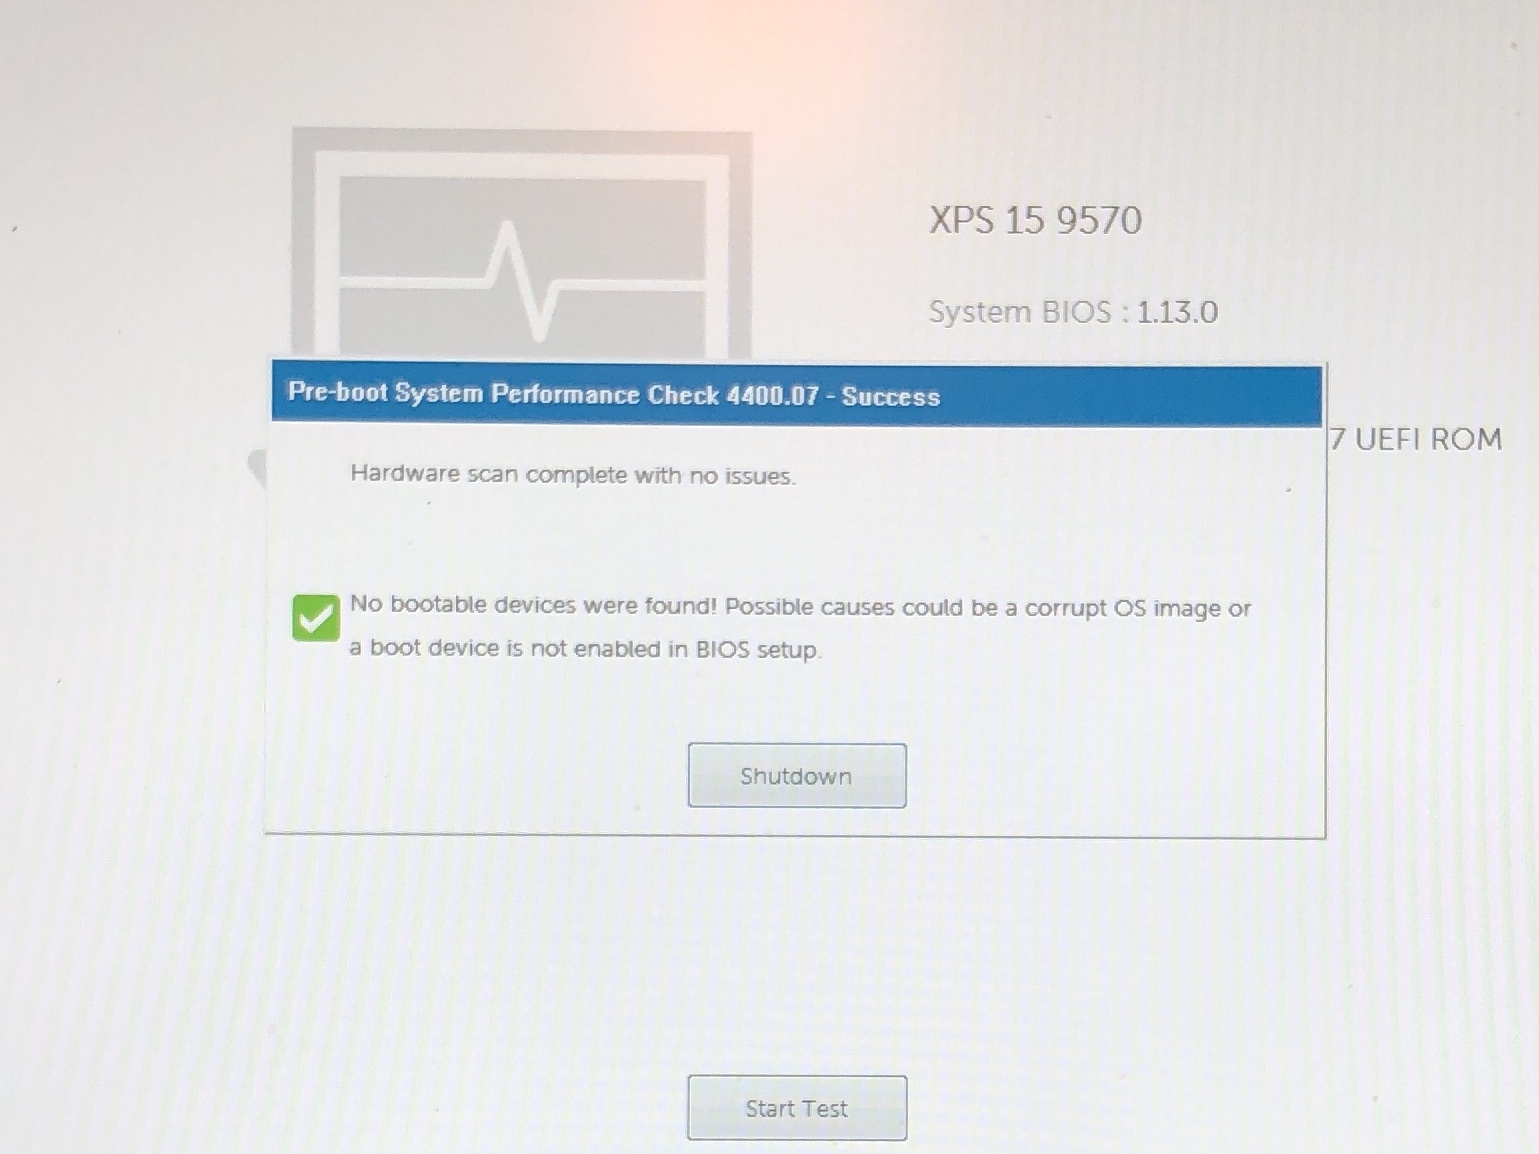 XPS 15 9570
System BIOS : 1.13.0
Pre-boot System Performance Check 4400.07 - Success
7 UEFI ROM
Hardware scan complete with no issues.
No bootable devices were found! Possible causes could be a corrupt OS image or
a boot device is not enabled in BIOS setup.
Shutdown
Start Test